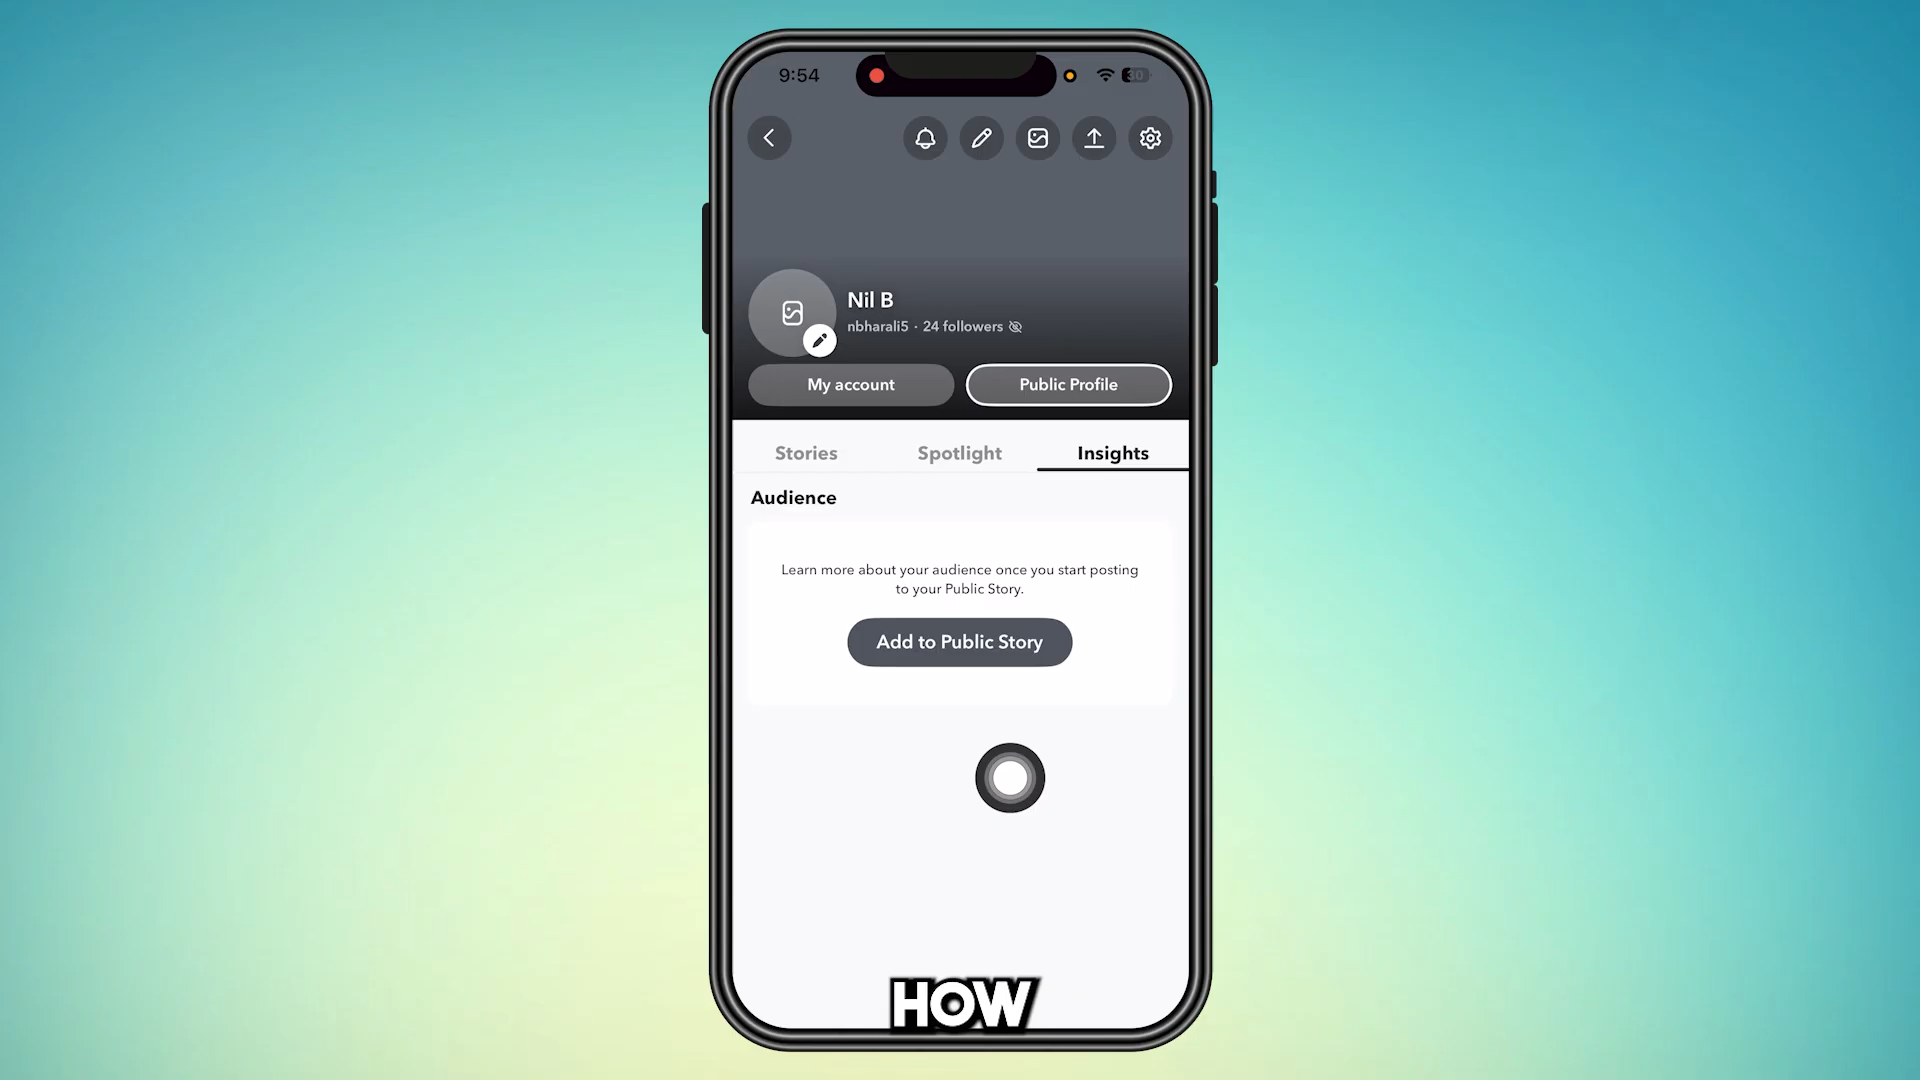 9:54
30
Nil B
nbharali5 · 24 followers
My account
Public Profile
Stories
Spotlight
Insights
Audience
Learn more about your audience once you start posting
to your Public Story.
Add to Public Story
HOW